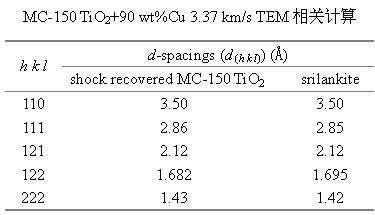 MC-150 TiO₂+90 wt%Cu 3.37 km/s TEM 相关计算
h k l d-spacings (d(hkl)) (Å)
shock recovered MC-150 TiO₂ srilankite
110 3.50 3.50
111 2.86 2.85
121 2.12 2.12
122 1.682 1.695
222 1.43 1.42